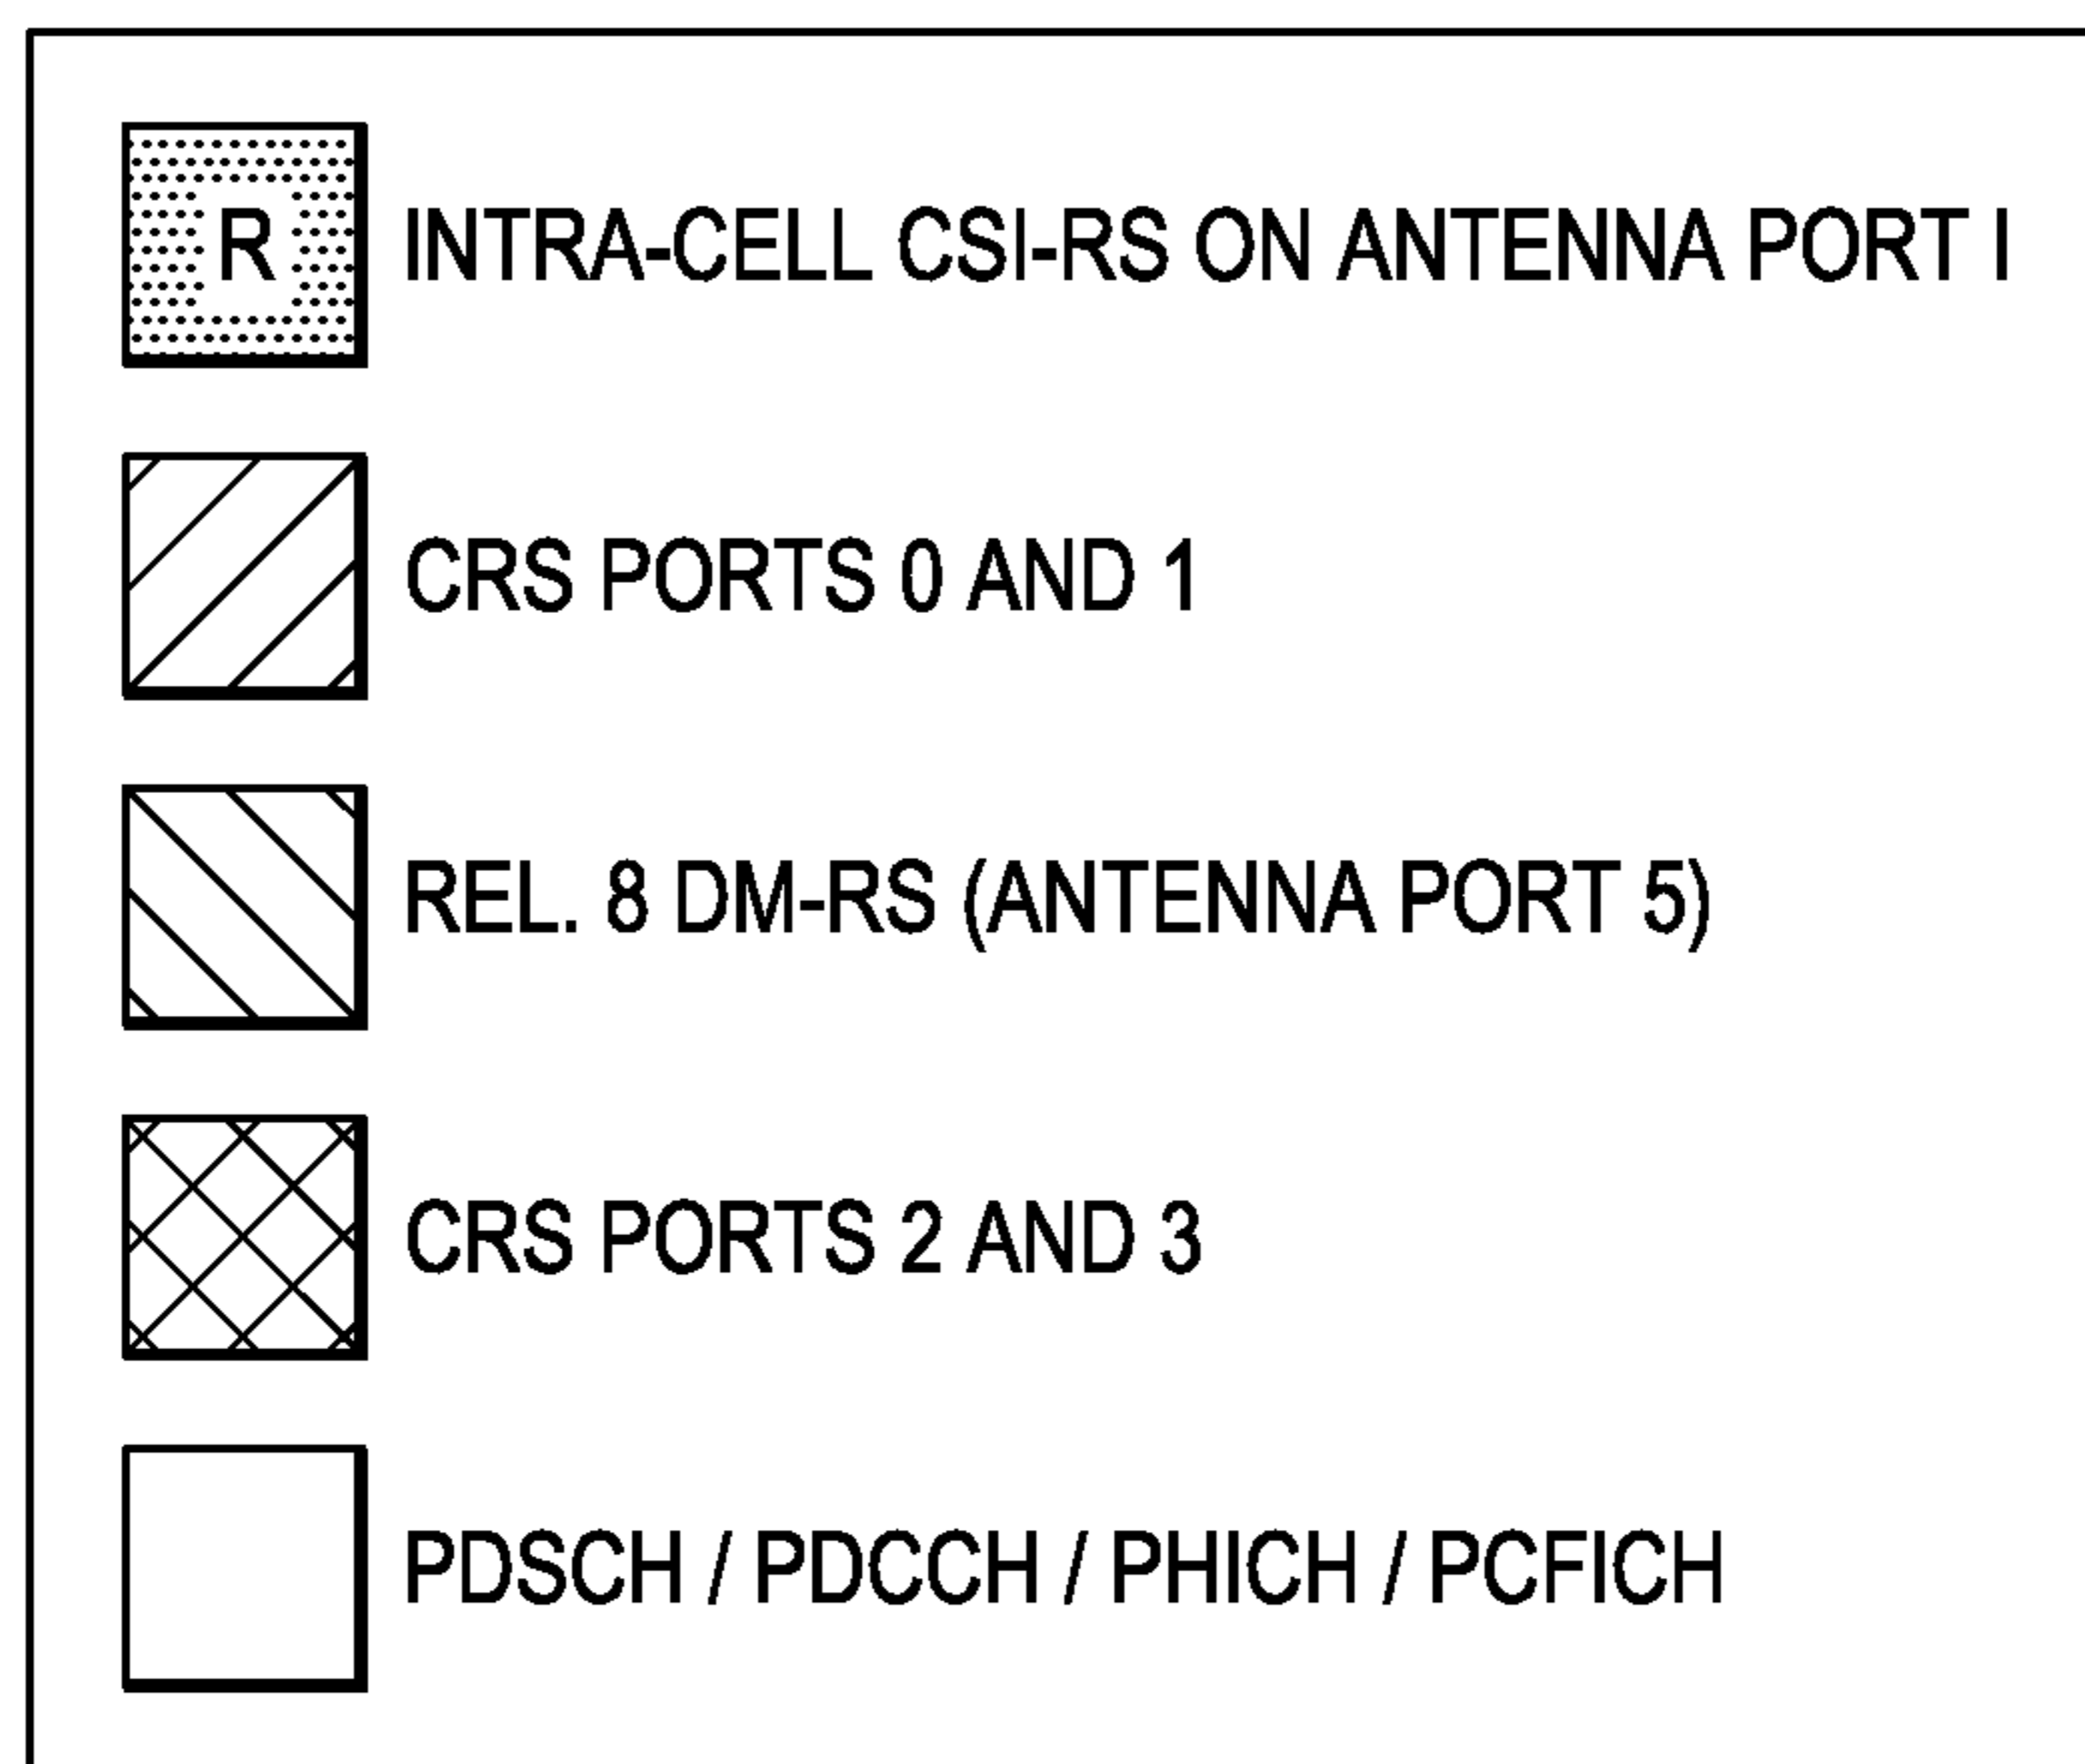 R INTRA-CELL CSI-RS ON ANTENNA PORT I
CRS PORTS 0 AND 1
REL. 8 DM-RS (ANTENNA PORT 5)
CRS PORTS 2 AND 3
PDSCH / PDCCH / PHICH / PCFICH